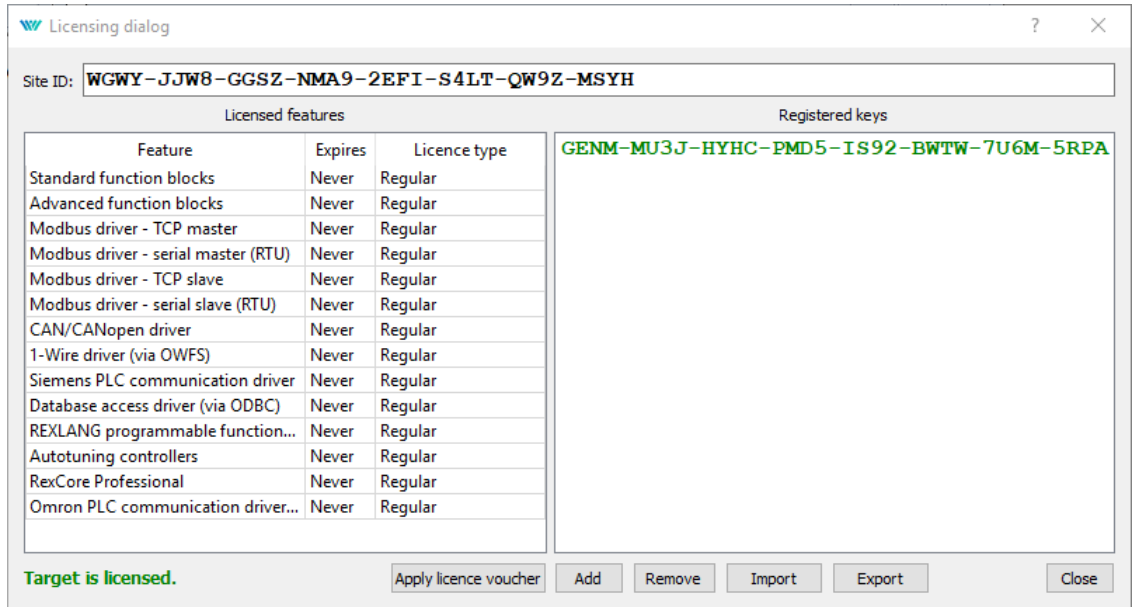 Licensing dialog ? ×
Site ID: WGWY-JJW8-GGSZ-NMA9-2EFI-S4LT-QW9Z-MSYH
Licensed features Registered keys
Feature Expires Licence type GENM-MU3J-HYHC-PMD5-IS92-BWTW-7U6M-5RPA
Standard function blocks Never Regular
Advanced function blocks Never Regular
Modbus driver - TCP master Never Regular
Modbus driver - serial master (RTU) Never Regular
Modbus driver - TCP slave Never Regular
Modbus driver - serial slave (RTU) Never Regular
CAN/CANopen driver Never Regular
1-Wire driver (via OWFS) Never Regular
Siemens PLC communication driver Never Regular
Database access driver (via ODBC) Never Regular
REXLANG programmable function... Never Regular
Autotuning controllers Never Regular
RexCore Professional Never Regular
Omron PLC communication driver... Never Regular
Target is licensed. Apply licence voucher Add Remove Import Export Close